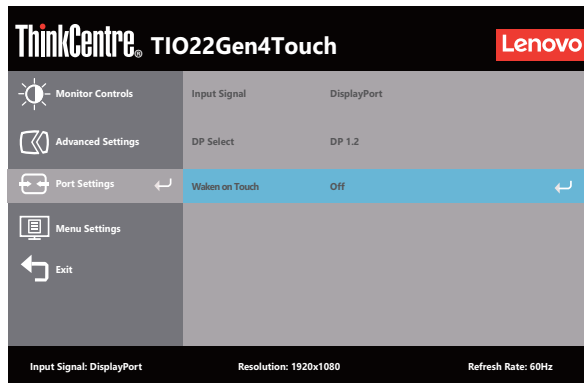 ThinkCentre® TIO22Gen4Touch
Lenovo
Monitor Controls
Input Signal DisplayPort
Advanced Settings
DP Select DP 1.2
Port Settings
Waken on Touch Off
Menu Settings
Exit
Input Signal: DisplayPort Resolution: 1920x1080 Refresh Rate: 60Hz